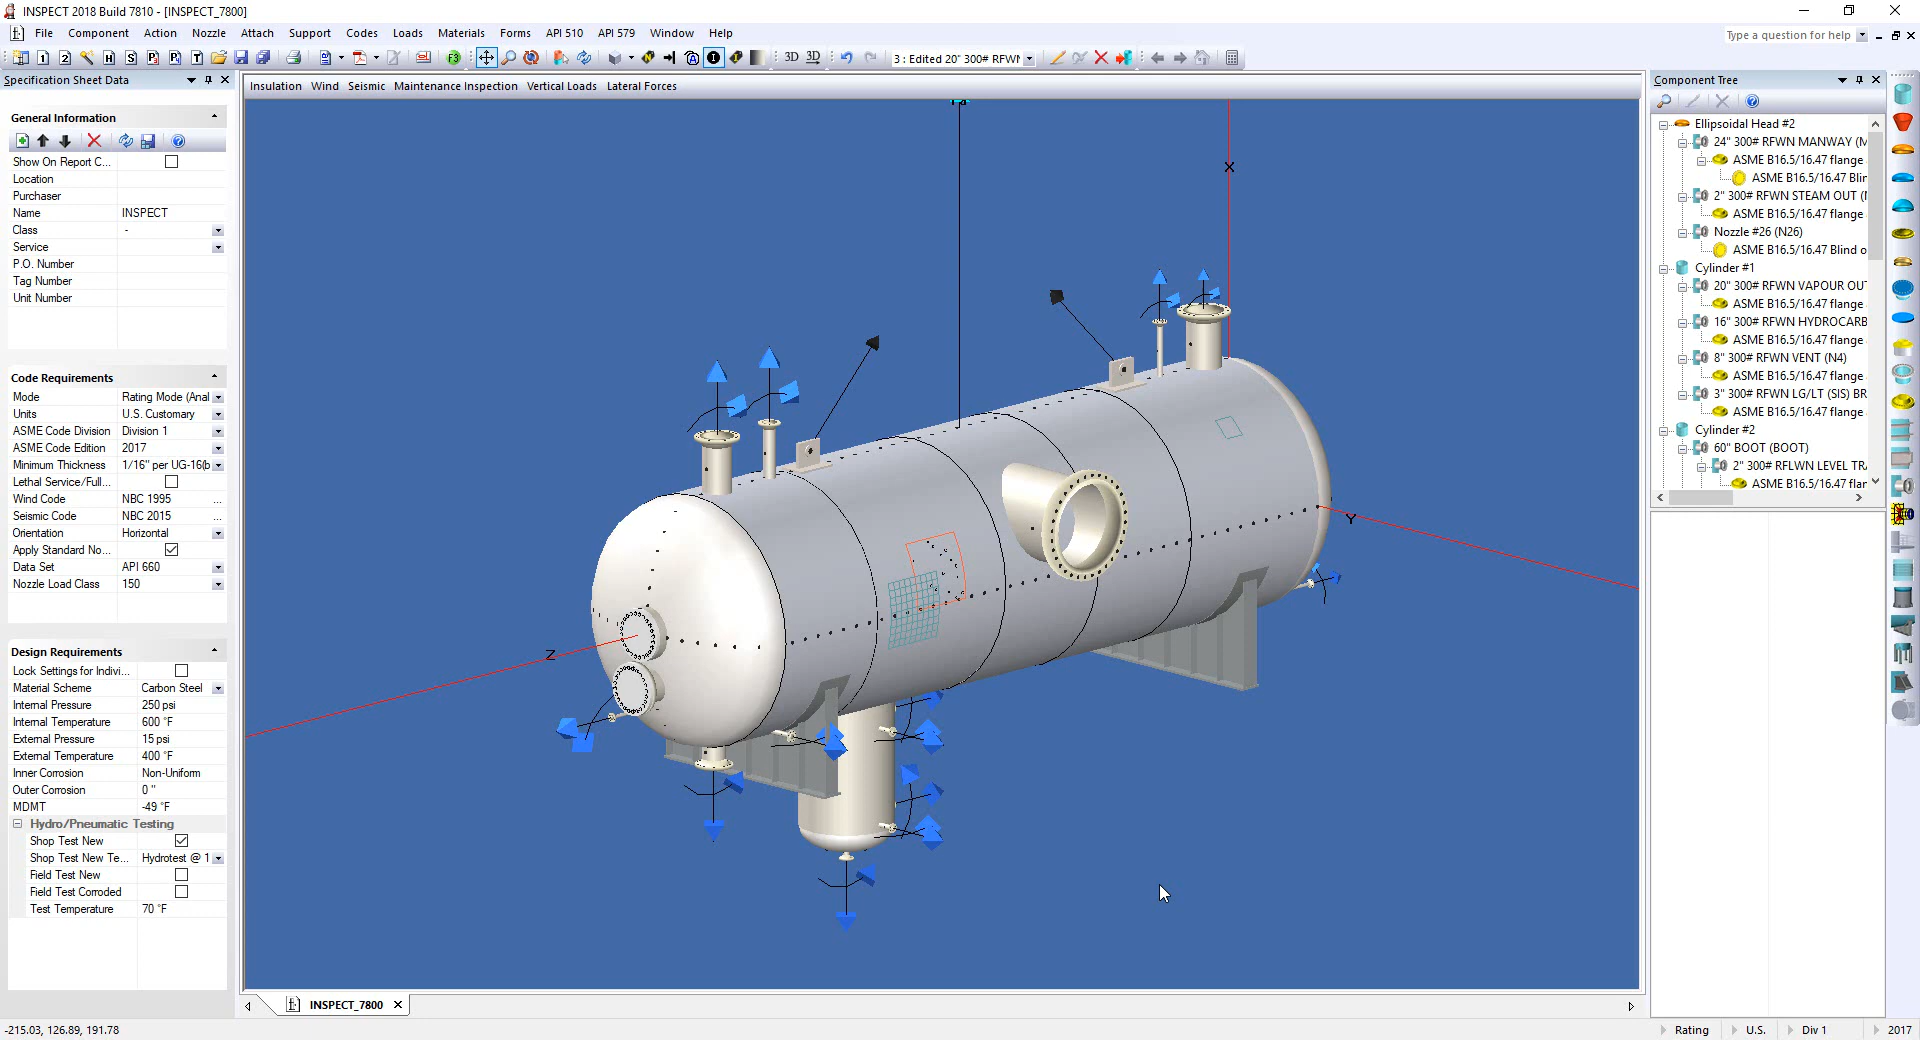 INSPECT 2018 Build 7810 - [INSPECT_7800]
File Component Action Nozzle Attach Support Codes Loads Materials Forms API 510 API 579 Window Help
Type a question for help
3D 3D
3 : Edited 20" 300# RFWN
Specification Sheet Data
Insulation Wind Seismic Maintenance Inspection Vertical Loads Lateral Forces
General Information
Show On Report C...
Location
Purchaser
Name INSPECT
Class -
Service
P.O. Number
Tag Number
Unit Number
Code Requirements
Mode Rating Mode (Anal
Units U.S. Customary
ASME Code Division Division 1
ASME Code Edition 2017
Minimum Thickness 1/16" per UG-16(b
Lethal Service/Full...
Wind Code NBC 1995 ...
Seismic Code NBC 2015 ...
Orientation Horizontal
Apply Standard No...
Data Set API 660
Nozzle Load Class 150
Design Requirements
Lock Settings for Indivi...
Material Scheme Carbon Steel
Internal Pressure 250 psi
Internal Temperature 600 °F
External Pressure 15 psi
External Temperature 400 °F
Inner Corrosion Non-Uniform
Outer Corrosion 0 "
MDMT -49 °F
Hydro/Pneumatic Testing
Shop Test New
Shop Test New Te... Hydrotest @ 1
Field Test New
Field Test Corroded
Test Temperature 70 °F
X
Y
Z
Component Tree
Ellipsoidal Head #2
24" 300# RFWN MANWAY (M
ASME B16.5/16.47 flange
ASME B16.5/16.47 Blin
2" 300# RFWN STEAM OUT (
ASME B16.5/16.47 flange
Nozzle #26 (N26)
ASME B16.5/16.47 Blind o
Cylinder #1
20" 300# RFWN VAPOUR OUT
ASME B16.5/16.47 flange
16" 300# RFWN HYDROCARB
ASME B16.5/16.47 flange
8" 300# RFWN VENT (N4)
ASME B16.5/16.47 flange
3" 300# RFWN LG/LT (SIS) BR
ASME B16.5/16.47 flange
Cylinder #2
60" BOOT (BOOT)
2" 300# RFLWN LEVEL TRA
ASME B16.5/16.47 flan
INSPECT_7800
-215.03, 126.89, 191.78
Rating U.S. Div 1 2017